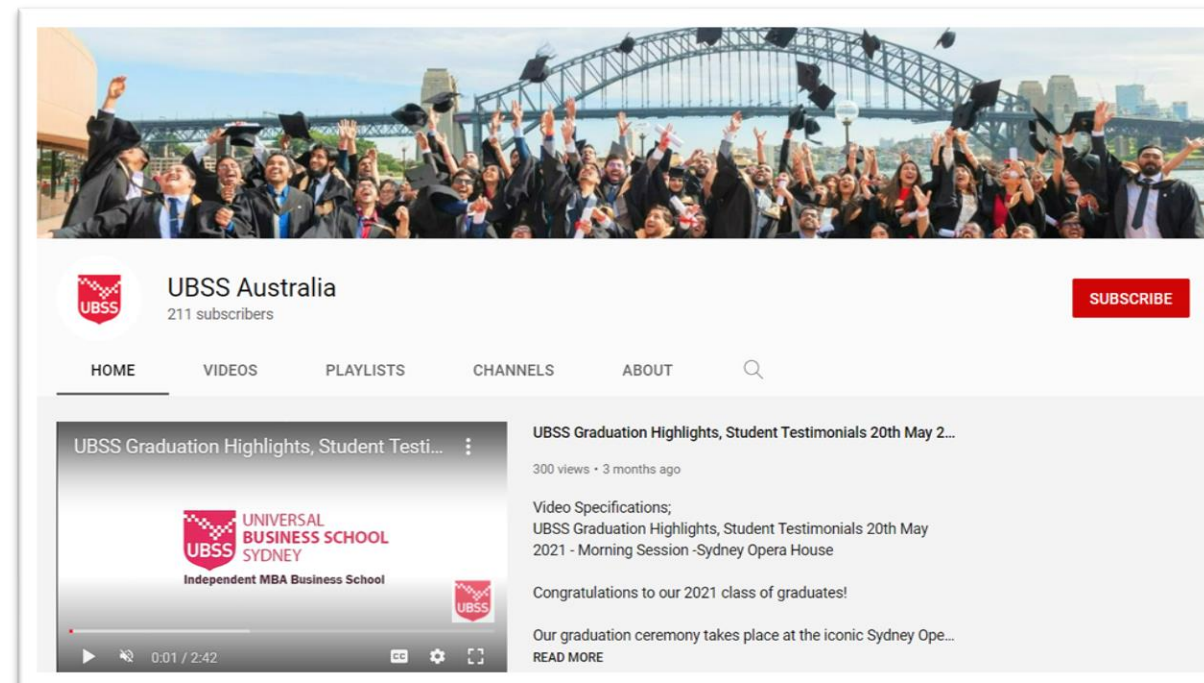 UBSS
UBSS Australia
211 subscribers
SUBSCRIBE
HOME VIDEOS PLAYLISTS CHANNELS ABOUT
UBSS Graduation Highlights, Student Testi...
UBSS
UNIVERSAL
BUSINESS SCHOOL
SYDNEY
Independent MBA Business School
UBSS
0:01 / 2:42
CC
UBSS Graduation Highlights, Student Testimonials 20th May 2...
300 views • 3 months ago
Video Specifications;
UBSS Graduation Highlights, Student Testimonials 20th May
2021 - Morning Session -Sydney Opera House
Congratulations to our 2021 class of graduates!
Our graduation ceremony takes place at the iconic Sydney Ope...
READ MORE